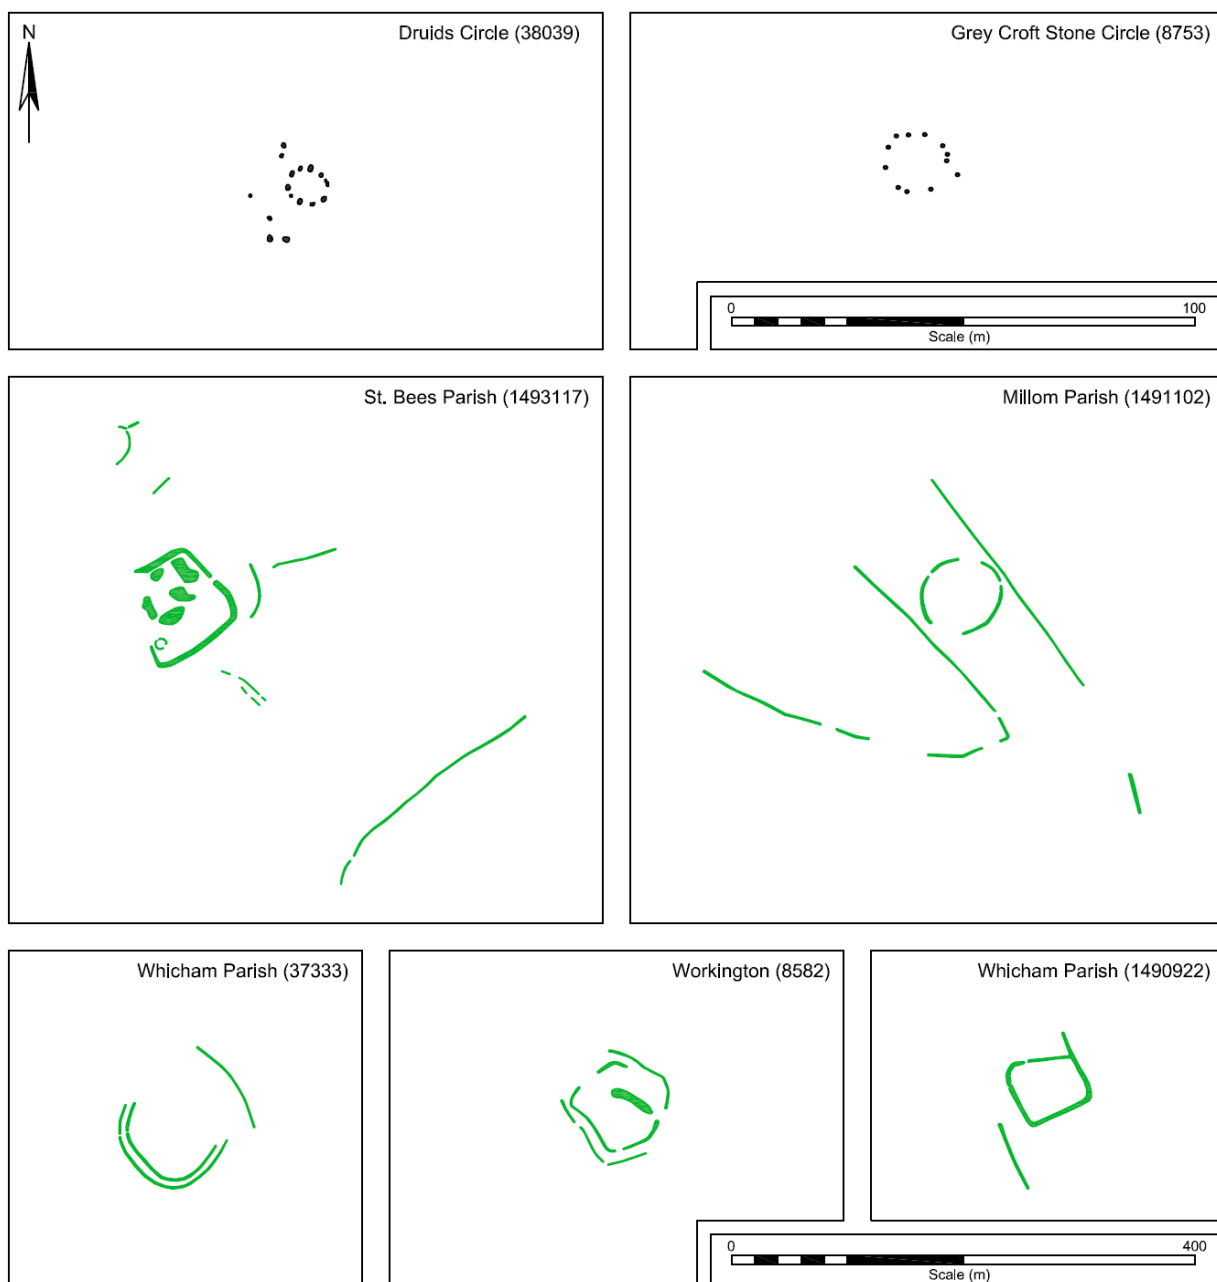 N
Druids Circle (38039)
Grey Croft Stone Circle (8753)
0
100
Scale (m)
St. Bees Parish (1493117)
Millom Parish (1491102)
Whicham Parish (37333)
Workington (8582)
Whicham Parish (1490922)
0
400
Scale (m)